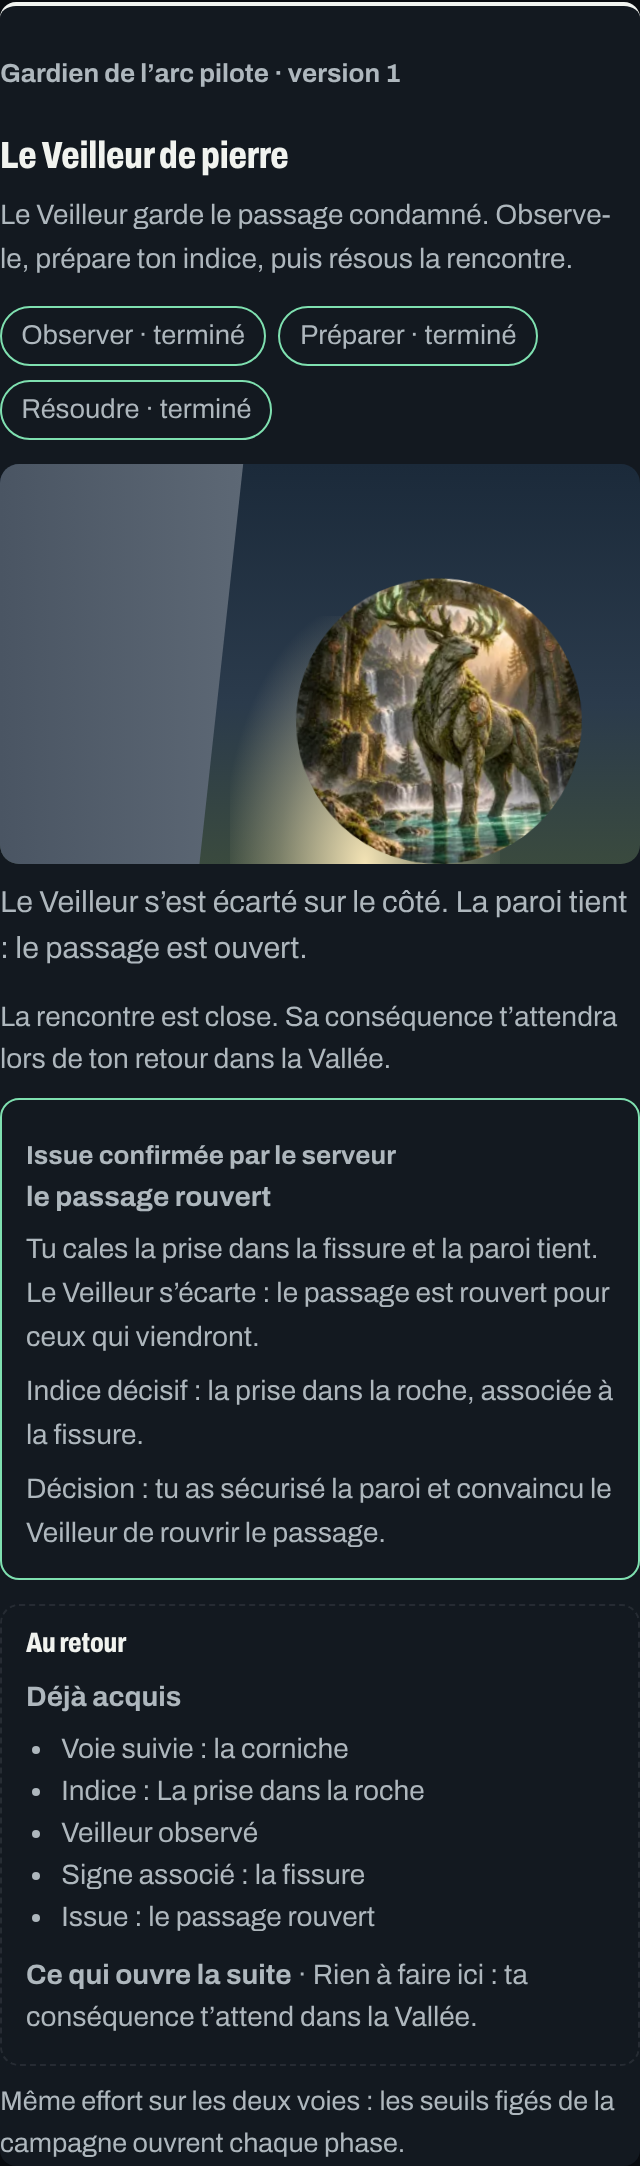 Gardien de l’arc pilote · version 1
Le Veilleur de pierre
Le Veilleur garde le passage condamné. Observe-
le, prépare ton indice, puis résous la rencontre.
Observer · terminé
Préparer · terminé
Résoudre · terminé
Le Veilleur s’est écarté sur le côté. La paroi tient
: le passage est ouvert.
La rencontre est close. Sa conséquence t’attendra
lors de ton retour dans la Vallée.
Issue confirmée par le serveur
le passage rouvert
Tu cales la prise dans la fissure et la paroi tient.
Le Veilleur s’écarte : le passage est rouvert pour
ceux qui viendront.
Indice décisif : la prise dans la roche, associée à
la fissure.
Décision : tu as sécurisé la paroi et convaincu le
Veilleur de rouvrir le passage.
Au retour
Déjà acquis
• Voie suivie : la corniche
• Indice : La prise dans la roche
• Veilleur observé
• Signe associé : la fissure
• Issue : le passage rouvert
Ce qui ouvre la suite · Rien à faire ici : ta
conséquence t’attend dans la Vallée.
Même effort sur les deux voies : les seuils figés de la
campagne ouvrent chaque phase.